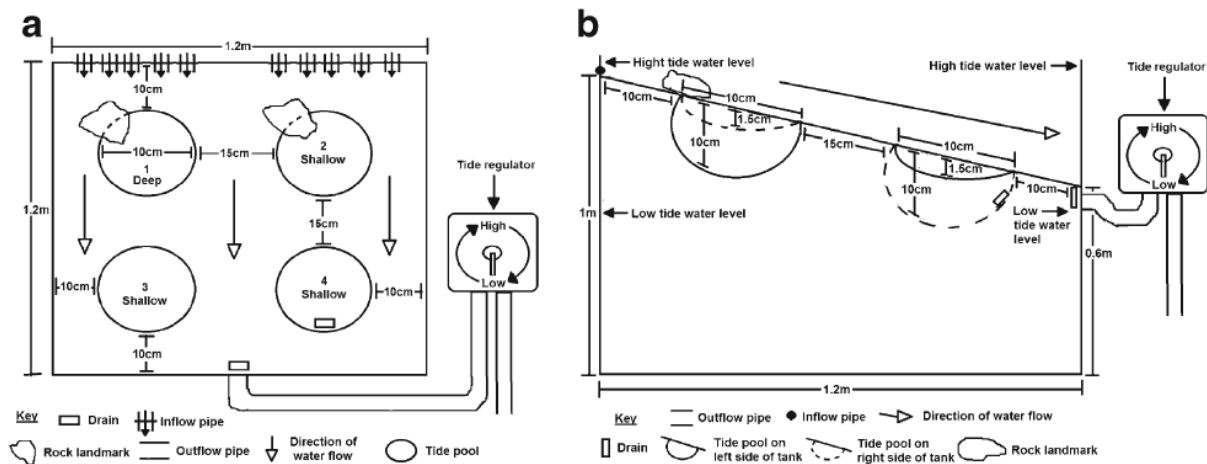 a
1.2m
10cm
10cm
1
Deep
15cm
2
Shallow
Tide regulator
1.2m
15cm
High
Low
10cm
3
Shallow
4
Shallow
10cm
10cm
Key
Drain
Inflow pipe
Rock landmark
Outflow pipe
Direction of
water flow
Tide pool
b
Hight tide water level
High tide water level
Tide regulator
10cm
10cm
1.5cm
10cm
15cm
10cm
1.5cm
10cm
10cm
High
Low
1m
Low tide water level
Low
tide water
level
0.6m
1.2m
Key
Outflow pipe
Inflow pipe
Direction of water flow
Drain
Tide pool on
left side of tank
Tide pool on
right side of tank
Rock landmark